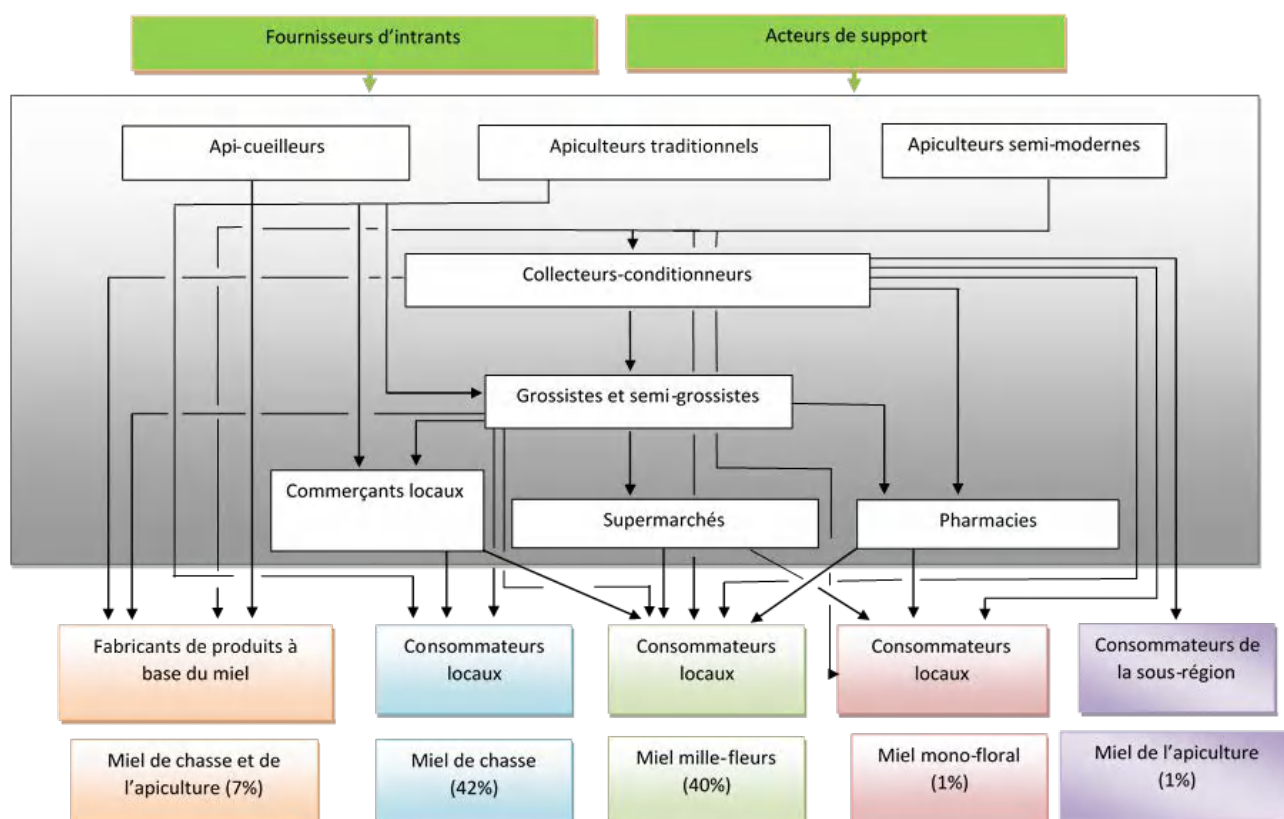 Fournisseurs d'intrants
Acteurs de support
Api-cueilleurs
Apiculteurs traditionnels
Apiculteurs semi-modernes
Collecteurs-conditionneurs
Grossistes et semi-grossistes
Commerçants locaux
Supermarchés
Pharmacies
Fabricants de produits à
base du miel
Consommateurs
locaux
Consommateurs
locaux
Consommateurs
locaux
Consommateurs de
la sous-région
Miel de chasse et de
l'apiculture (7%)
Miel de chasse
(42%)
Miel mille-fleurs
(40%)
Miel mono-floral
(1%)
Miel de l'apiculture
(1%)